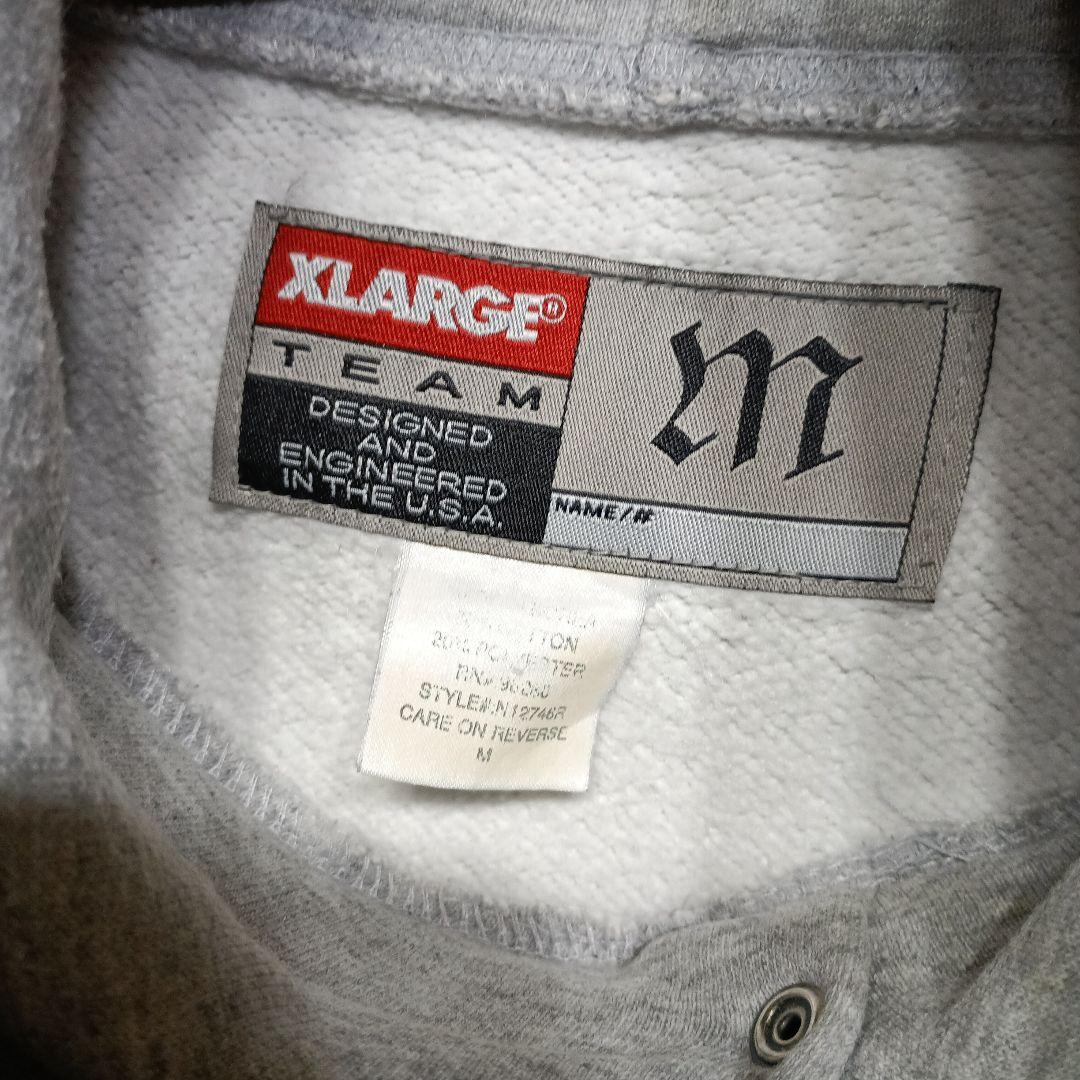 XLARGE®
TEAM
DESIGNED
AND
ENGINEERED
IN THE U.S.A.
M
NAME/#
20% POLYESTER
STYLE#:N12746R
CARE ON REVERSE
M